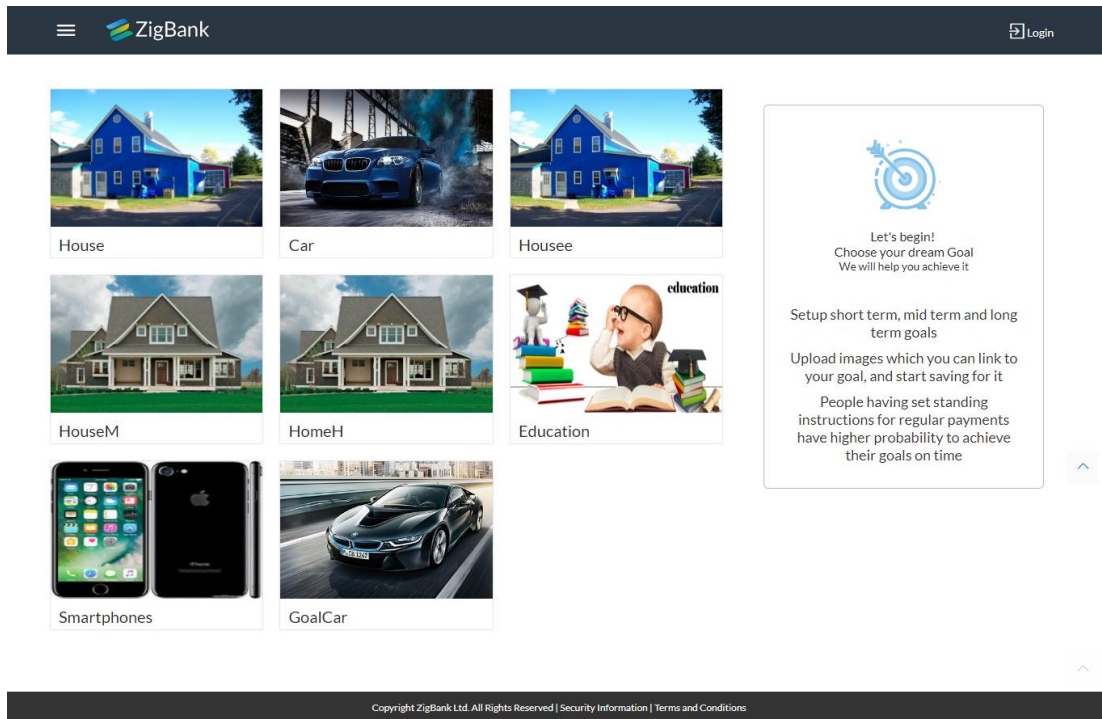 ZigBank
Login
House
Car
Housee
HouseM
HomeH
education
Education
Smartphones
GoalCar
Let's begin!
Choose your dream Goal
We will help you achieve it
Setup short term, mid term and long
term goals
Upload images which you can link to
your goal, and start saving for it
People having set standing
instructions for regular payments
have higher probability to achieve
their goals on time
Copyright ZigBank Ltd. All Rights Reserved | Security Information | Terms and Conditions